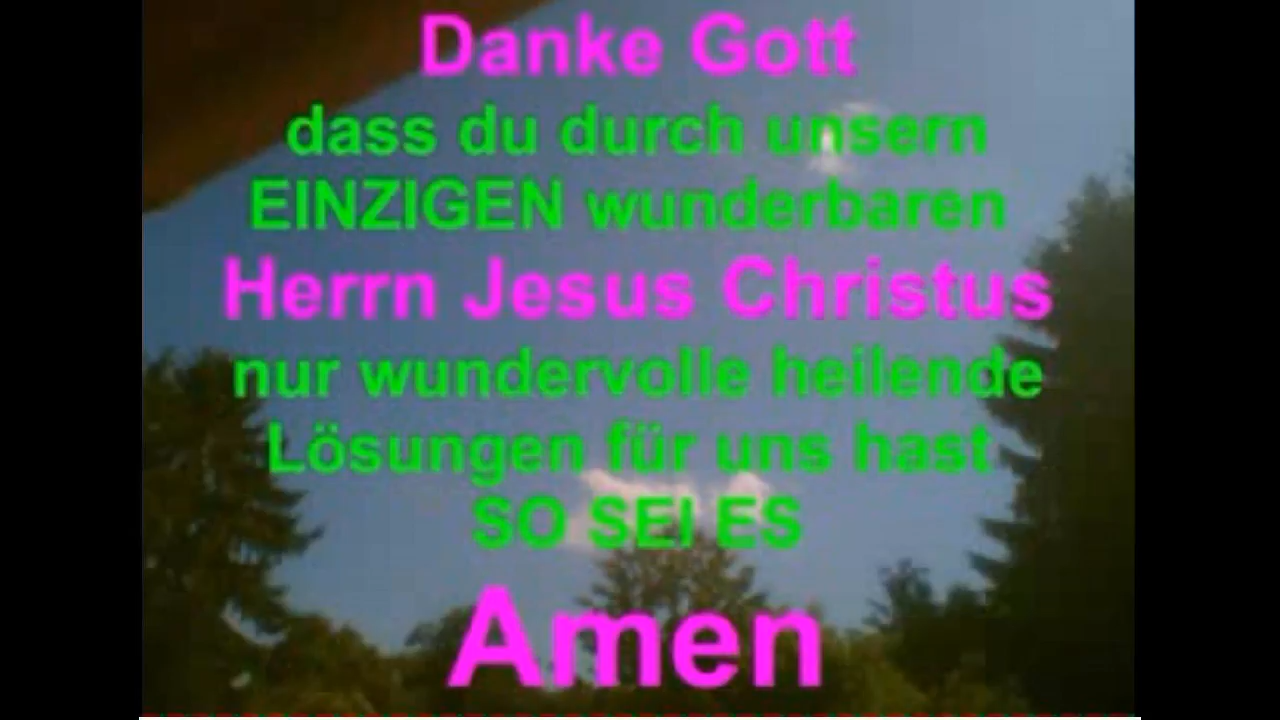 Danke Gott
dass du durch unsern
EINZIGEN wunderbaren
Herrn Jesus Christus
nur wundervolle heilende
Lösungen für uns hast
SO SEI ES
Amen